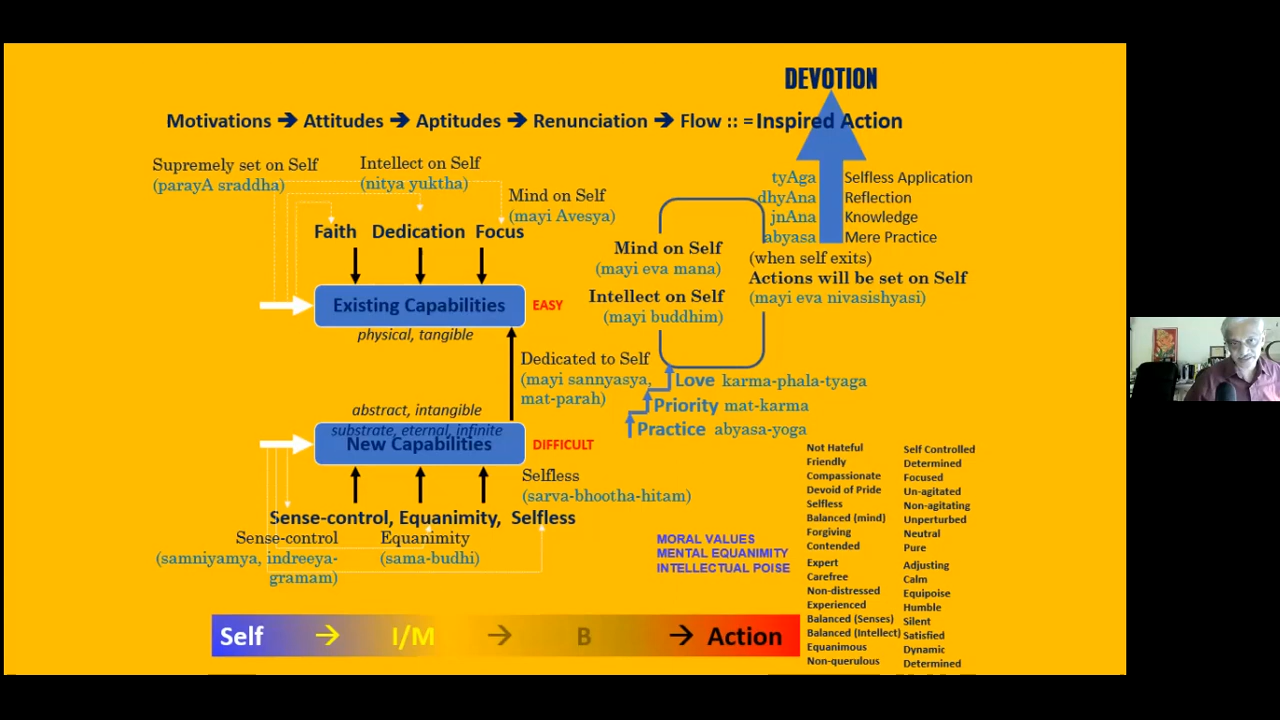 DEVOTION
Motivations → Attitudes → Aptitudes → Renunciation → Flow :: = Inspired Action
Supremely set on Self
(parayA sraddha)
Intellect on Self
(nitya yuktha)
Mind on Self
(mayi Avesya)
Faith Dedication Focus
Existing Capabilities
EASY
physical, tangible
Dedicated to Self
(mayi sannyasya,
mat-parah)
abstract, intangible
substrate, eternal, infinite
New Capabilities
DIFFICULT
Selfless
(sarva-bhootha-hitam)
Sense-control, Equanimity, Selfless
Sense-control
(samniyamya, indreeya-
gramam)
Equanimity
(sama-budhi)
Mind on Self
(mayi eva mana)
Intellect on Self
(mayi buddhim)
tyAga Selfless Application
dhyAna Reflection
jnAna Knowledge
abyasa Mere Practice
(when self exits)
Actions will be set on Self
(mayi eva nivasishyasi)
Love karma-phala-tyaga
Priority mat-karma
Practice abyasa-yoga
MORAL VALUES
MENTAL EQUANIMITY
INTELLECTUAL POISE
Not Hateful
Friendly
Compassionate
Devoid of Pride
Selfless
Balanced (mind)
Forgiving
Contended
Expert
Carefree
Non-distressed
Experienced
Balanced (Senses)
Balanced (Intellect)
Equanimous
Non-querulous
Self Controlled
Determined
Focused
Un-agitated
Non-agitating
Unperturbed
Neutral
Pure
Adjusting
Calm
Equipoise
Humble
Silent
Satisfied
Dynamic
Determined
Self → I/M → B → Action